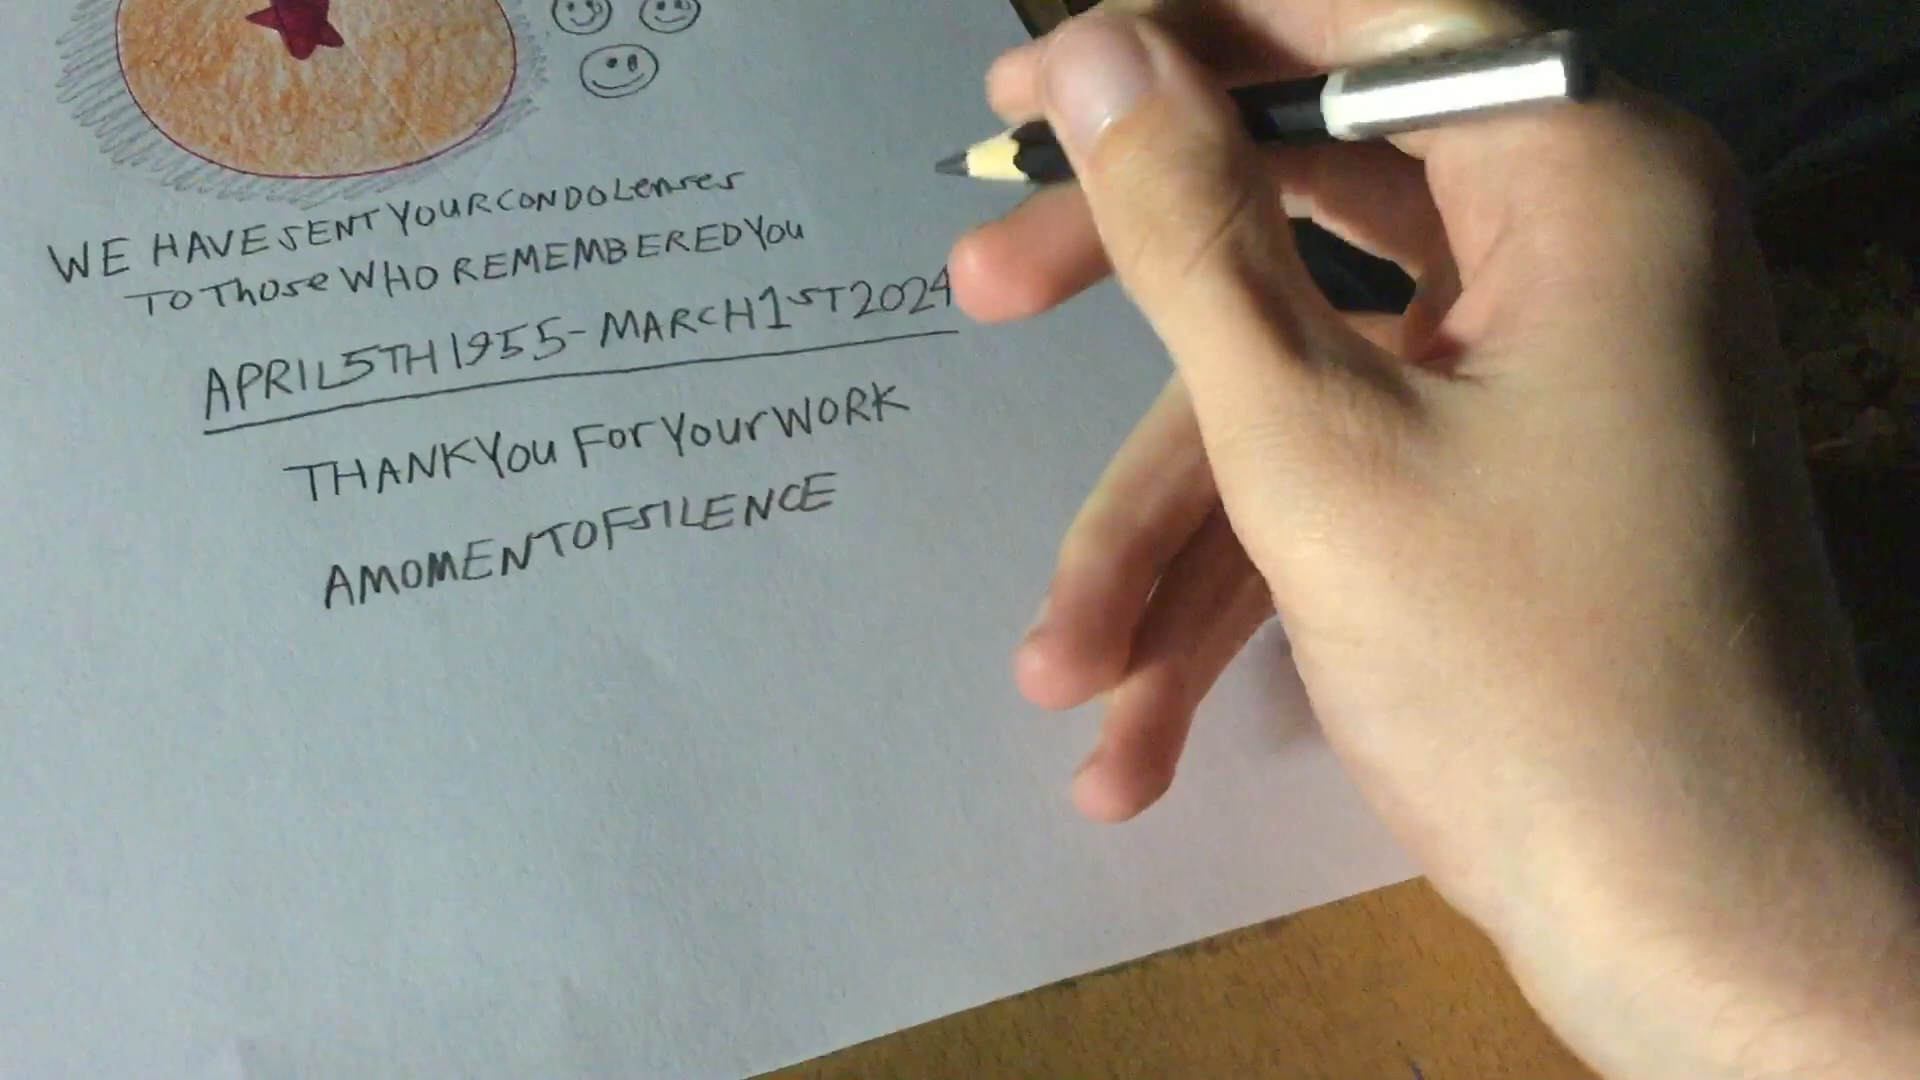 WE HAVE SENT YOUR CONDOLenses
TO Those WHO REMEMBERED YOU
APRIL 5TH 1955 - MARCH 1ST 2024
THANK YOU For Your WORK
A MOMENT OF SILENCE